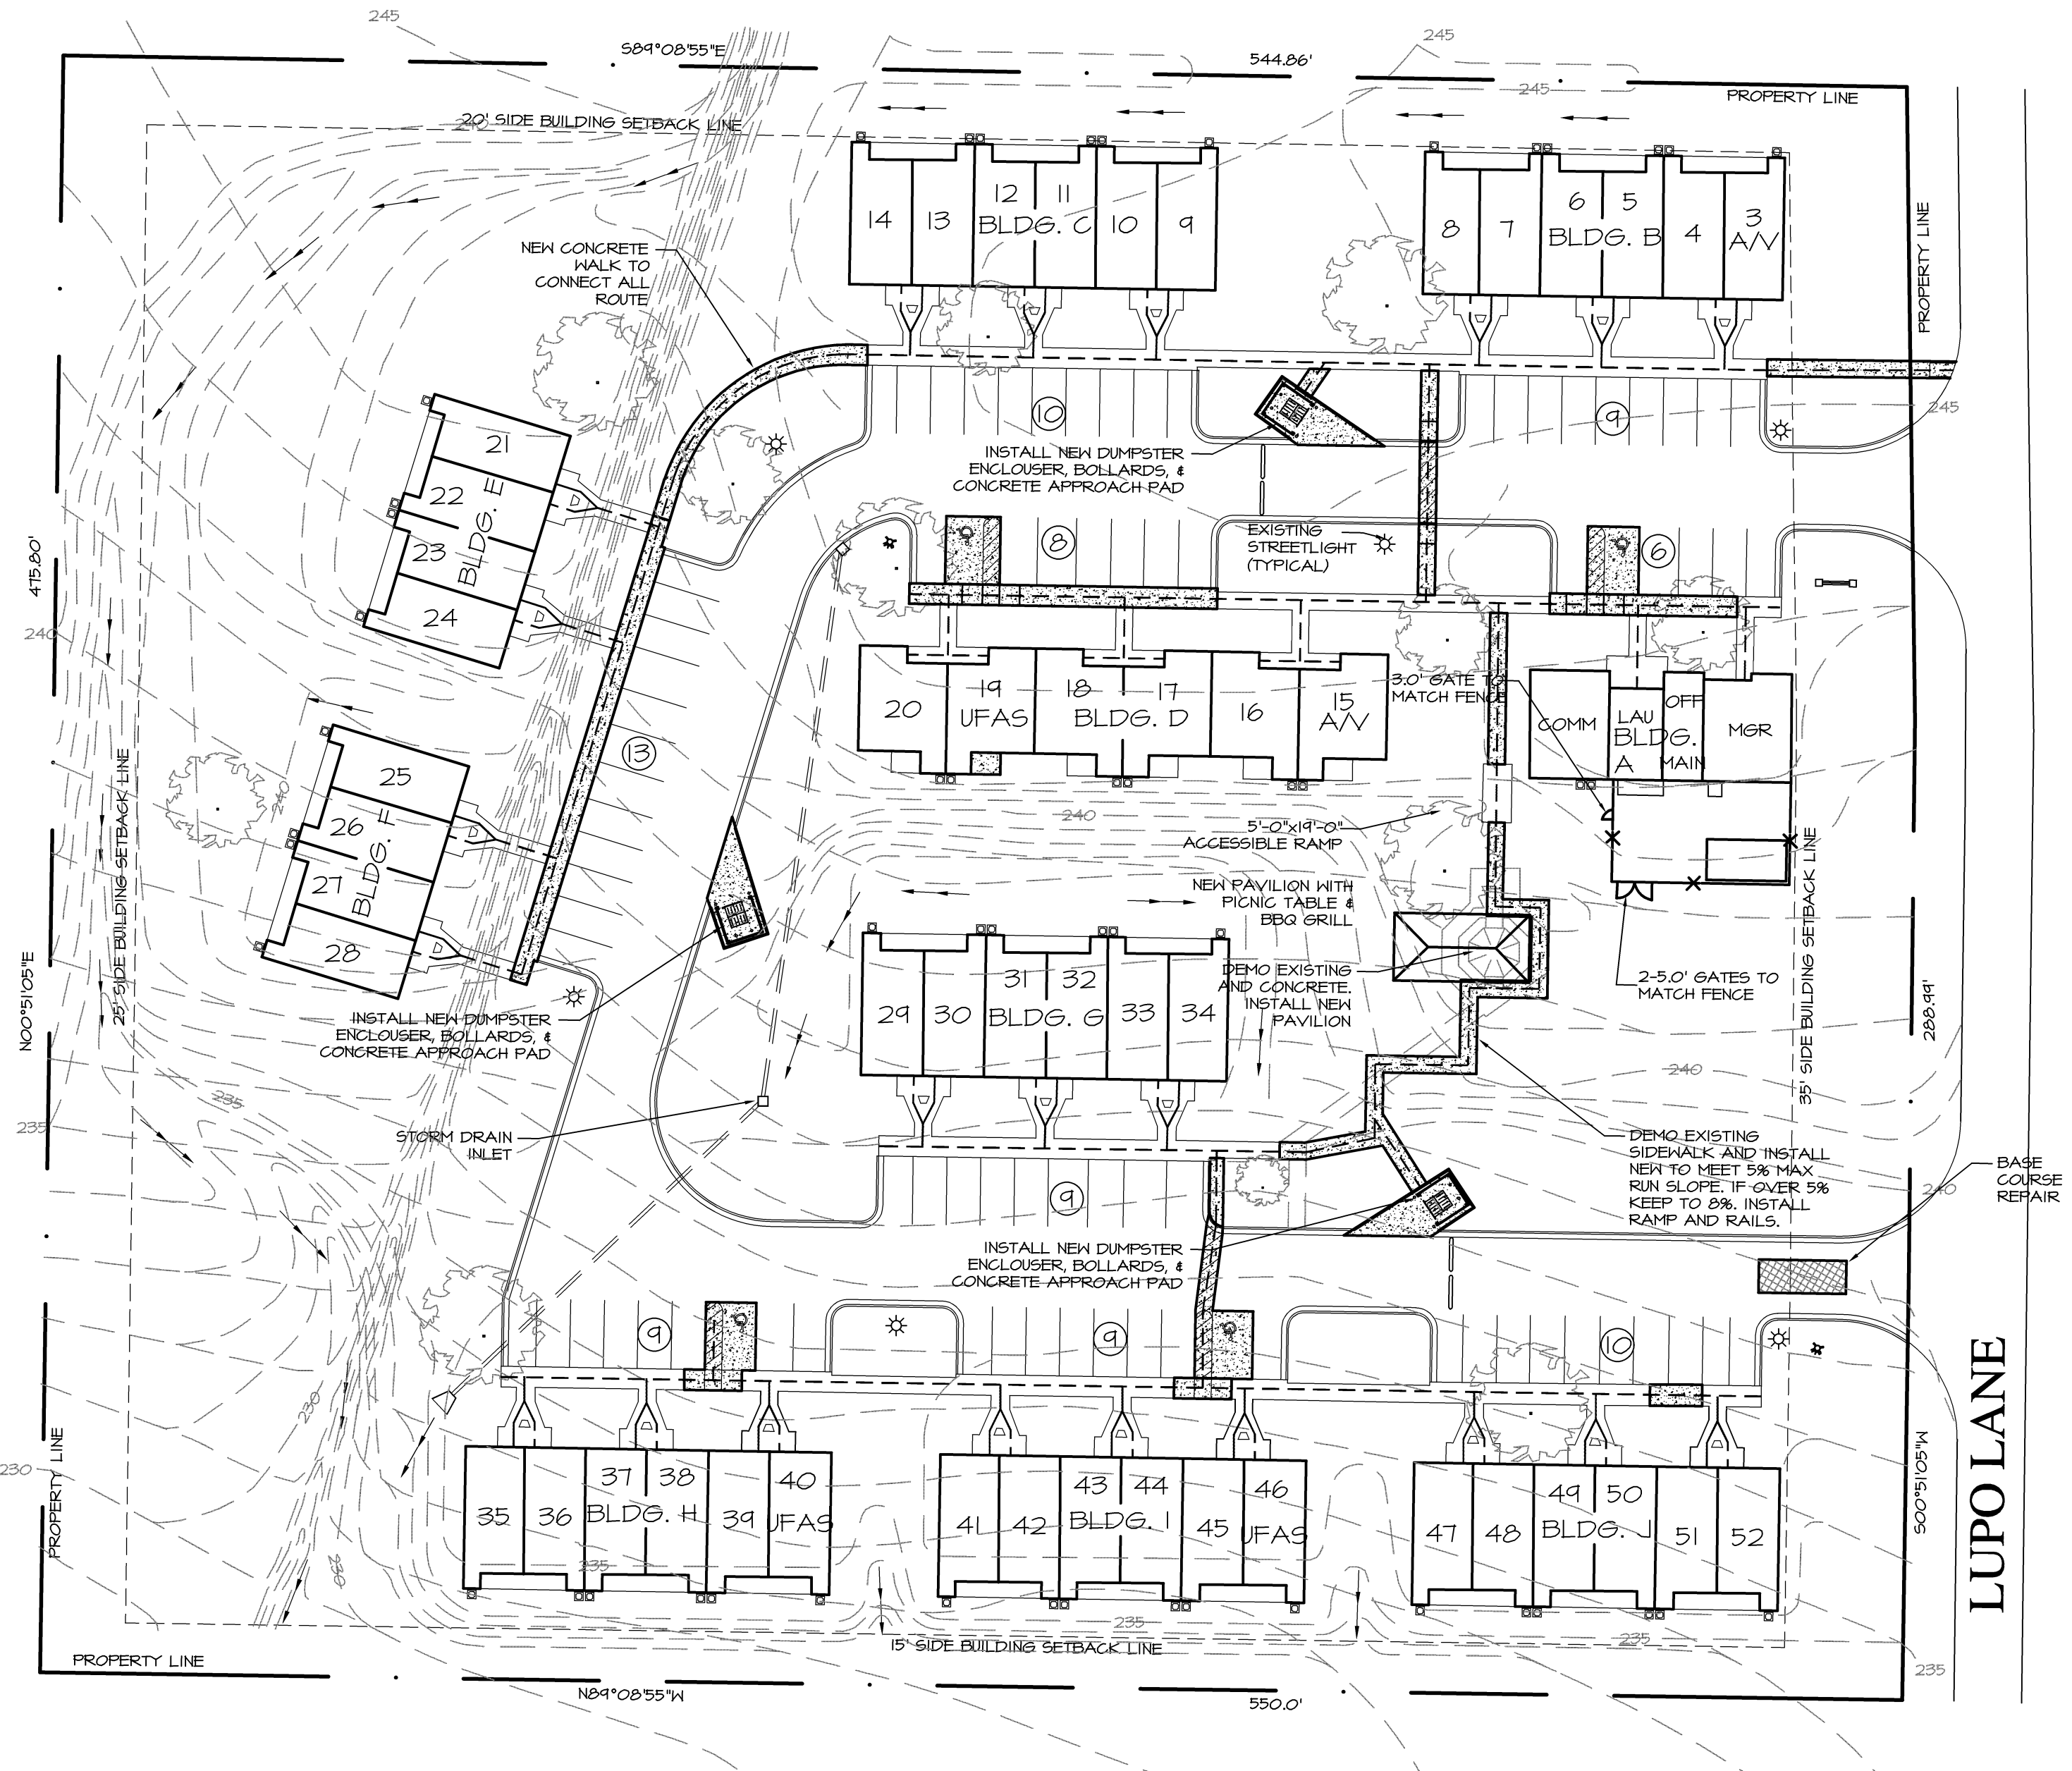 245
S89°08'55"E
544.86'
245
245
PROPERTY LINE
20' SIDE BUILDING SETBACK LINE
240
14
13
12
11
BLDG. C
10
9
8
7
6
5
BLDG. B
4
3
A/V
PROPERTY LINE
NEW CONCRETE
WALK TO
CONNECT ALL
ROUTE
10
9
245
INSTALL NEW DUMPSTER
ENCLOUSER, BOLLARDS, &
CONCRETE APPROACH PAD
21
22
BLDG. E
23
24
475.80'
240
8
EXISTING
STREETLIGHT
(TYPICAL)
6
20
19
UFAS
18
17
BLDG. D
16
15
A/V
3.0' GATE TO
MATCH FENCE
COMM
LAU
OFF
BLDG.
A
MAIN
MGR
13
25
26
BLDG. F
27
28
240
25' SIDE BUILDING SETBACK LINE
240
5'-0"x19'-0"
ACCESSIBLE RAMP
NEW PAVILION WITH
PICNIC TABLE &
BBQ GRILL
DEMO EXISTING
AND CONCRETE.
INSTALL NEW
PAVILION
2-5.0' GATES TO
MATCH FENCE
35' SIDE BUILDING SETBACK LINE
288.99'
N00°51'05"E
INSTALL NEW DUMPSTER
ENCLOUSER, BOLLARDS, &
CONCRETE APPROACH PAD
29
30
31
32
BLDG. G
33
34
240
235
235
STORM DRAIN
INLET
DEMO EXISTING
SIDEWALK AND INSTALL
NEW TO MEET 5% MAX
RUN SLOPE. IF OVER 5%
KEEP TO 8%. INSTALL
RAMP AND RAILS.
BASE
COURSE
REPAIR
240
9
INSTALL NEW DUMPSTER
ENCLOUSER, BOLLARDS, &
CONCRETE APPROACH PAD
9
9
10
230
230
PROPERTY LINE
35
36
37
38
BLDG. H
39
40
UFAS
41
42
43
44
BLDG. I
45
46
UFAS
47
48
49
50
BLDG. J
51
52
S00°51'05"W
LUPO LANE
230
235
235
235
15' SIDE BUILDING SETBACK LINE
PROPERTY LINE
235
N89°08'55"W
550.0'